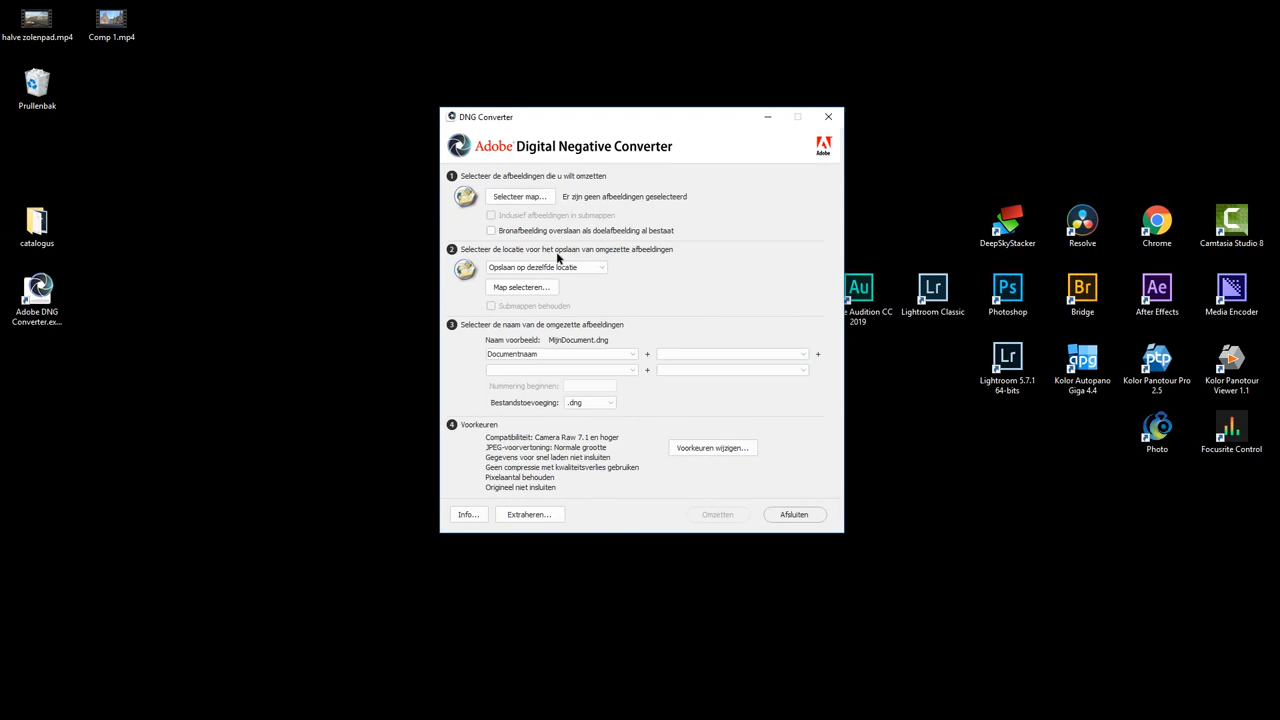 halve zolenpad.mp4
Comp 1.mp4
Prullenbak
catalogus
Adobe DNG
Converter.ex...
DNG Converter
Adobe Digital Negative Converter
Adobe
1 Selecteer de afbeeldingen die u wilt omzetten
Selecteer map... Er zijn geen afbeeldingen geselecteerd
Inclusief afbeeldingen in submappen
Bronafbeelding overslaan als doelafbeelding al bestaat
2 Selecteer de locatie voor het opslaan van omgezette afbeeldingen
Opslaan op dezelfde locatie
Map selecteren...
Submappen behouden
3 Selecteer de naam van de omgezette afbeeldingen
Naam voorbeeld: MijnDocument.dng
Documentnaam + +
+
Nummering beginnen:
Bestandstoevoeging: .dng
4 Voorkeuren
Compatibiliteit: Camera Raw 7.1 en hoger
JPEG-voorvertoning: Normale grootte
Gegevens voor snel laden niet insluiten
Geen compressie met kwaliteitsverlies gebruiken
Pixelaantal behouden
Origineel niet insluiten
Voorkeuren wijzigen...
Info... Extraheren... Omzetten Afsluiten
DeepSkyStacker
Resolve
Chrome
Camtasia Studio 8
Au
e Audition CC
2019
Lr
Lightroom Classic
Ps
Photoshop
Br
Bridge
Ae
After Effects
Media Encoder
Lr
Lightroom 5.7.1
64-bits
apg
Kolor Autopano
Giga 4.4
ptp
Kolor Panotour Pro
2.5
Kolor Panotour
Viewer 1.1
Photo
Focusrite Control